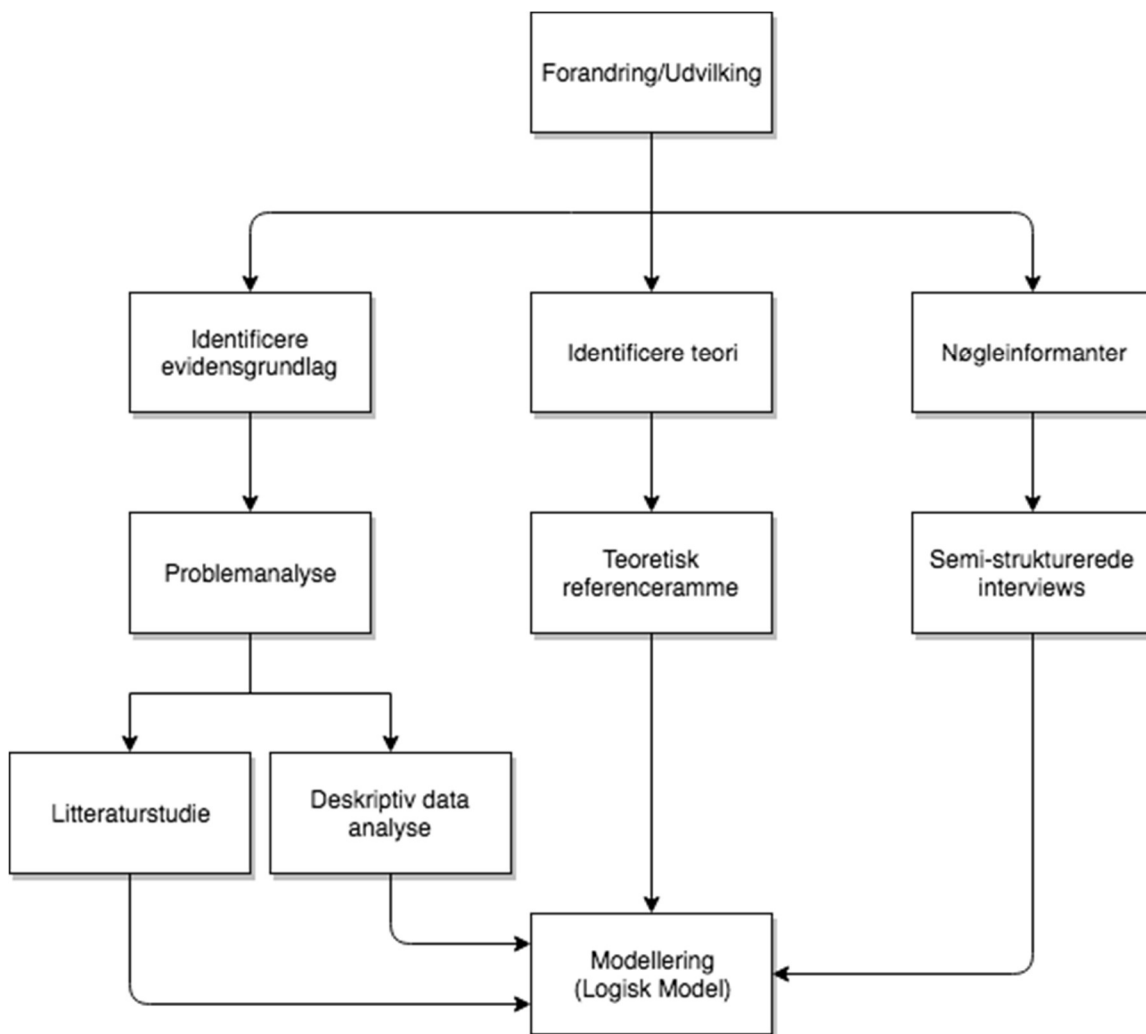 Forandring/Udvilking
Identificere
evidensgrundlag
Identificere teori
Nøgleinformanter
Problemanalyse
Teoretisk
referenceramme
Semi-strukturerede
interviews
Litteraturstudie
Deskriptiv data
analyse
Modellering
(Logisk Model)